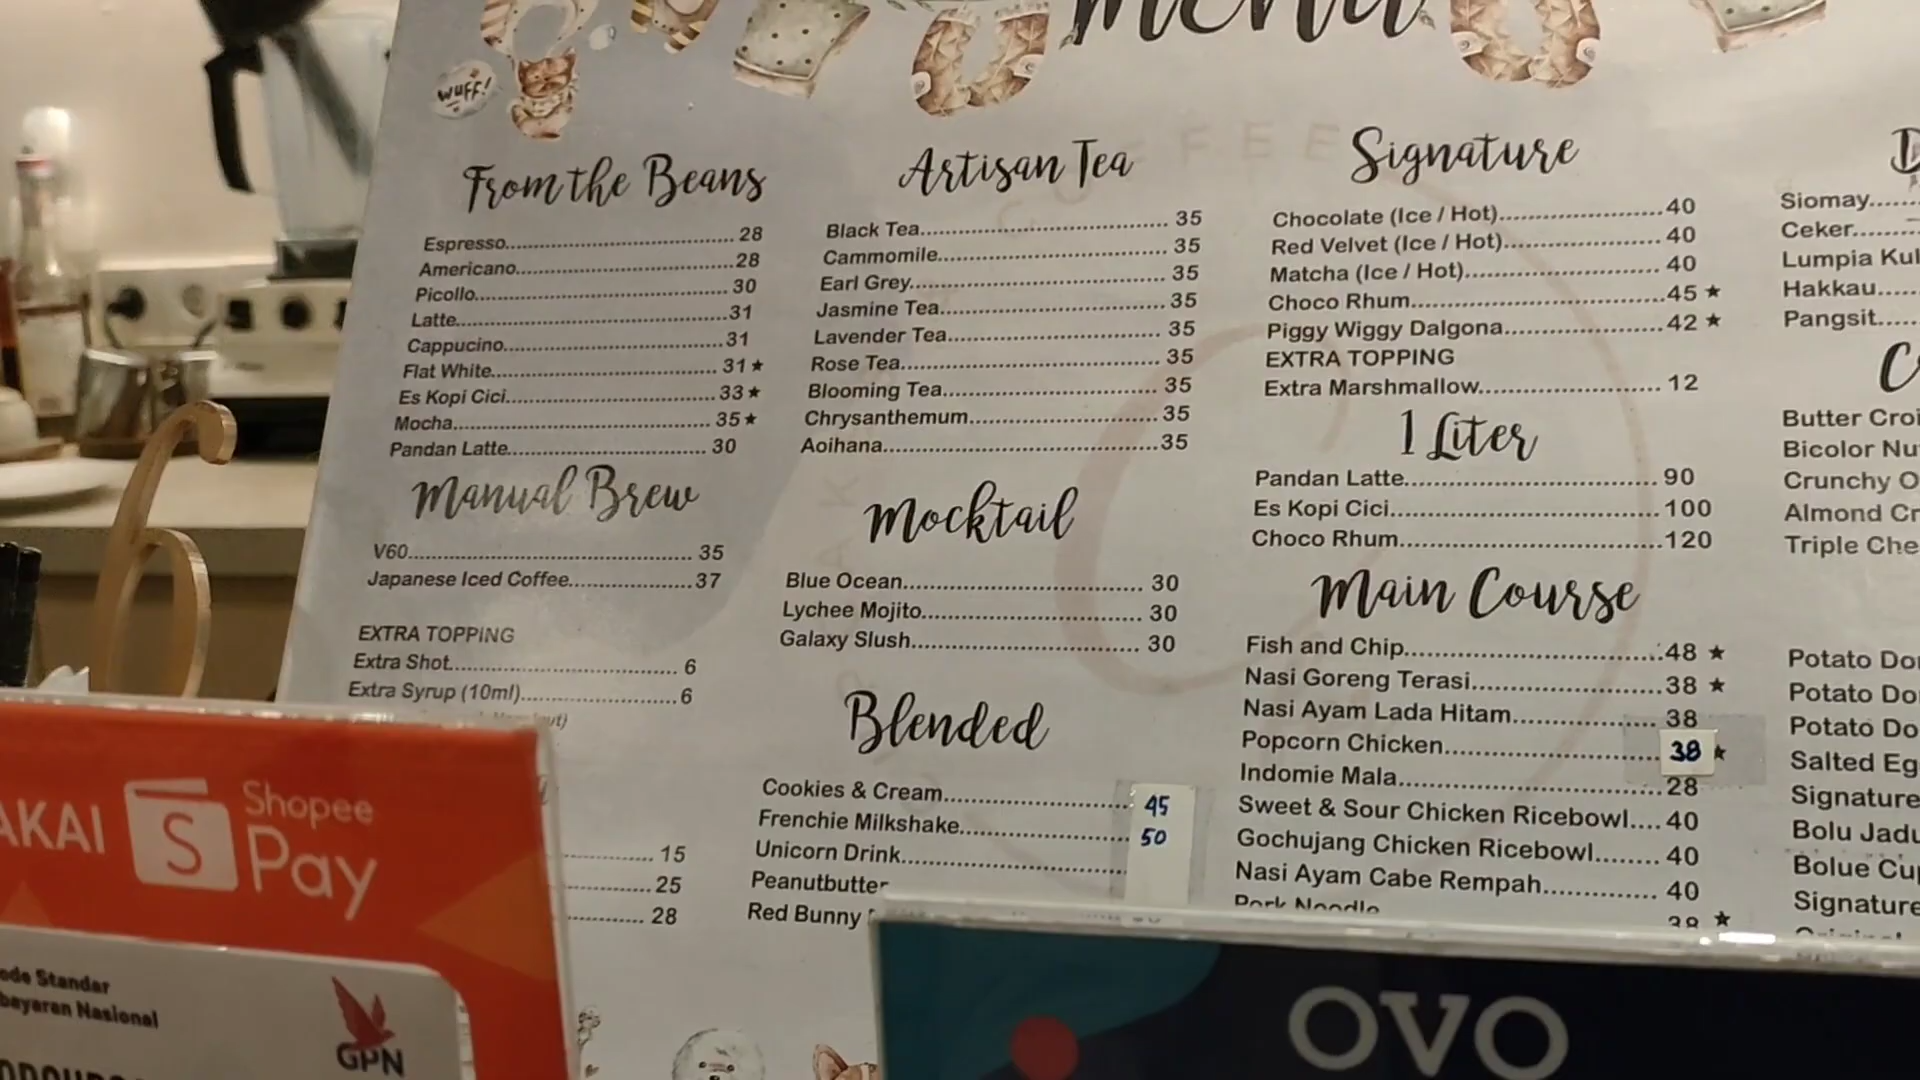 menu
WUFF!
COFFEE
From the Beans
Espresso 28
Americano 28
Picollo 30
Latte 31
Cappucino 31
Flat White 31 ★
Es Kopi Cici 33 ★
Mocha 35 ★
Pandan Latte 30
Manual Brew
V60 35
Japanese Iced Coffee 37
EXTRA TOPPING
Extra Shot 6
Extra Syrup (10ml) 6
15
25
28
Artisan Tea
Black Tea 35
Cammomile 35
Earl Grey 35
Jasmine Tea 35
Lavender Tea 35
Rose Tea 35
Blooming Tea 35
Chrysanthemum 35
Aoihana 35
Mocktail
Blue Ocean 30
Lychee Mojito 30
Galaxy Slush 30
Blended
Cookies & Cream 45
Frenchie Milkshake 50
Unicorn Drink
Peanutbutter
Red Bunny
Signature
Chocolate (Ice / Hot) 40
Red Velvet (Ice / Hot) 40
Matcha (Ice / Hot) 40
Choco Rhum 45 ★
Piggy Wiggy Dalgona 42 ★
EXTRA TOPPING
Extra Marshmallow 12
1 Liter
Pandan Latte 90
Es Kopi Cici 100
Choco Rhum 120
Main Course
Fish and Chip 48 ★
Nasi Goreng Terasi 38 ★
Nasi Ayam Lada Hitam 38
Popcorn Chicken 38 ★
Indomie Mala 28
Sweet & Sour Chicken Ricebowl 40
Gochujang Chicken Ricebowl 40
Nasi Ayam Cabe Rempah 40
Pork Noodle 38 ★
Siomay
Ceker
Lumpia Kul
Hakkau
Pangsit
Butter Croi
Bicolor Nu
Crunchy O
Almond Cr
Triple Che
Potato Do
Potato Do
Potato Do
Salted Eg
Signature
Bolu Jadu
Bolue Cu
Signature
AKAI
Shopee
Pay
ode Standar
bayaran Nasional
GPN
OVO